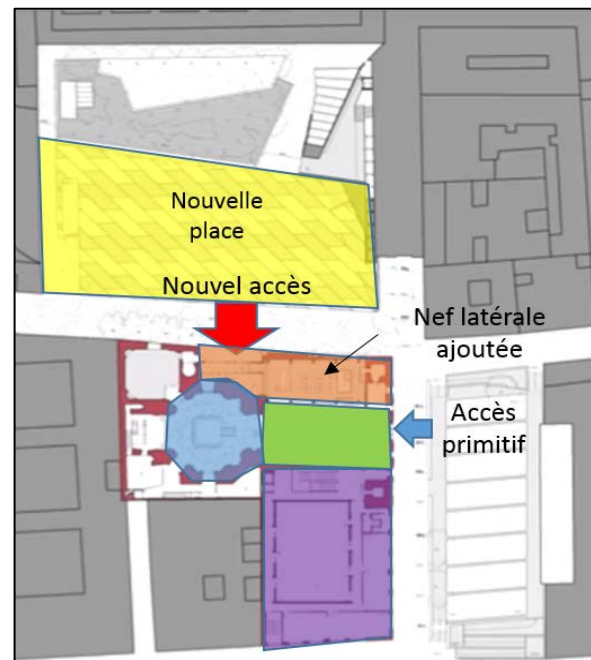 Nouvelle
place
Nouvel accès
Nef latérale
ajoutée
Accès
primitif